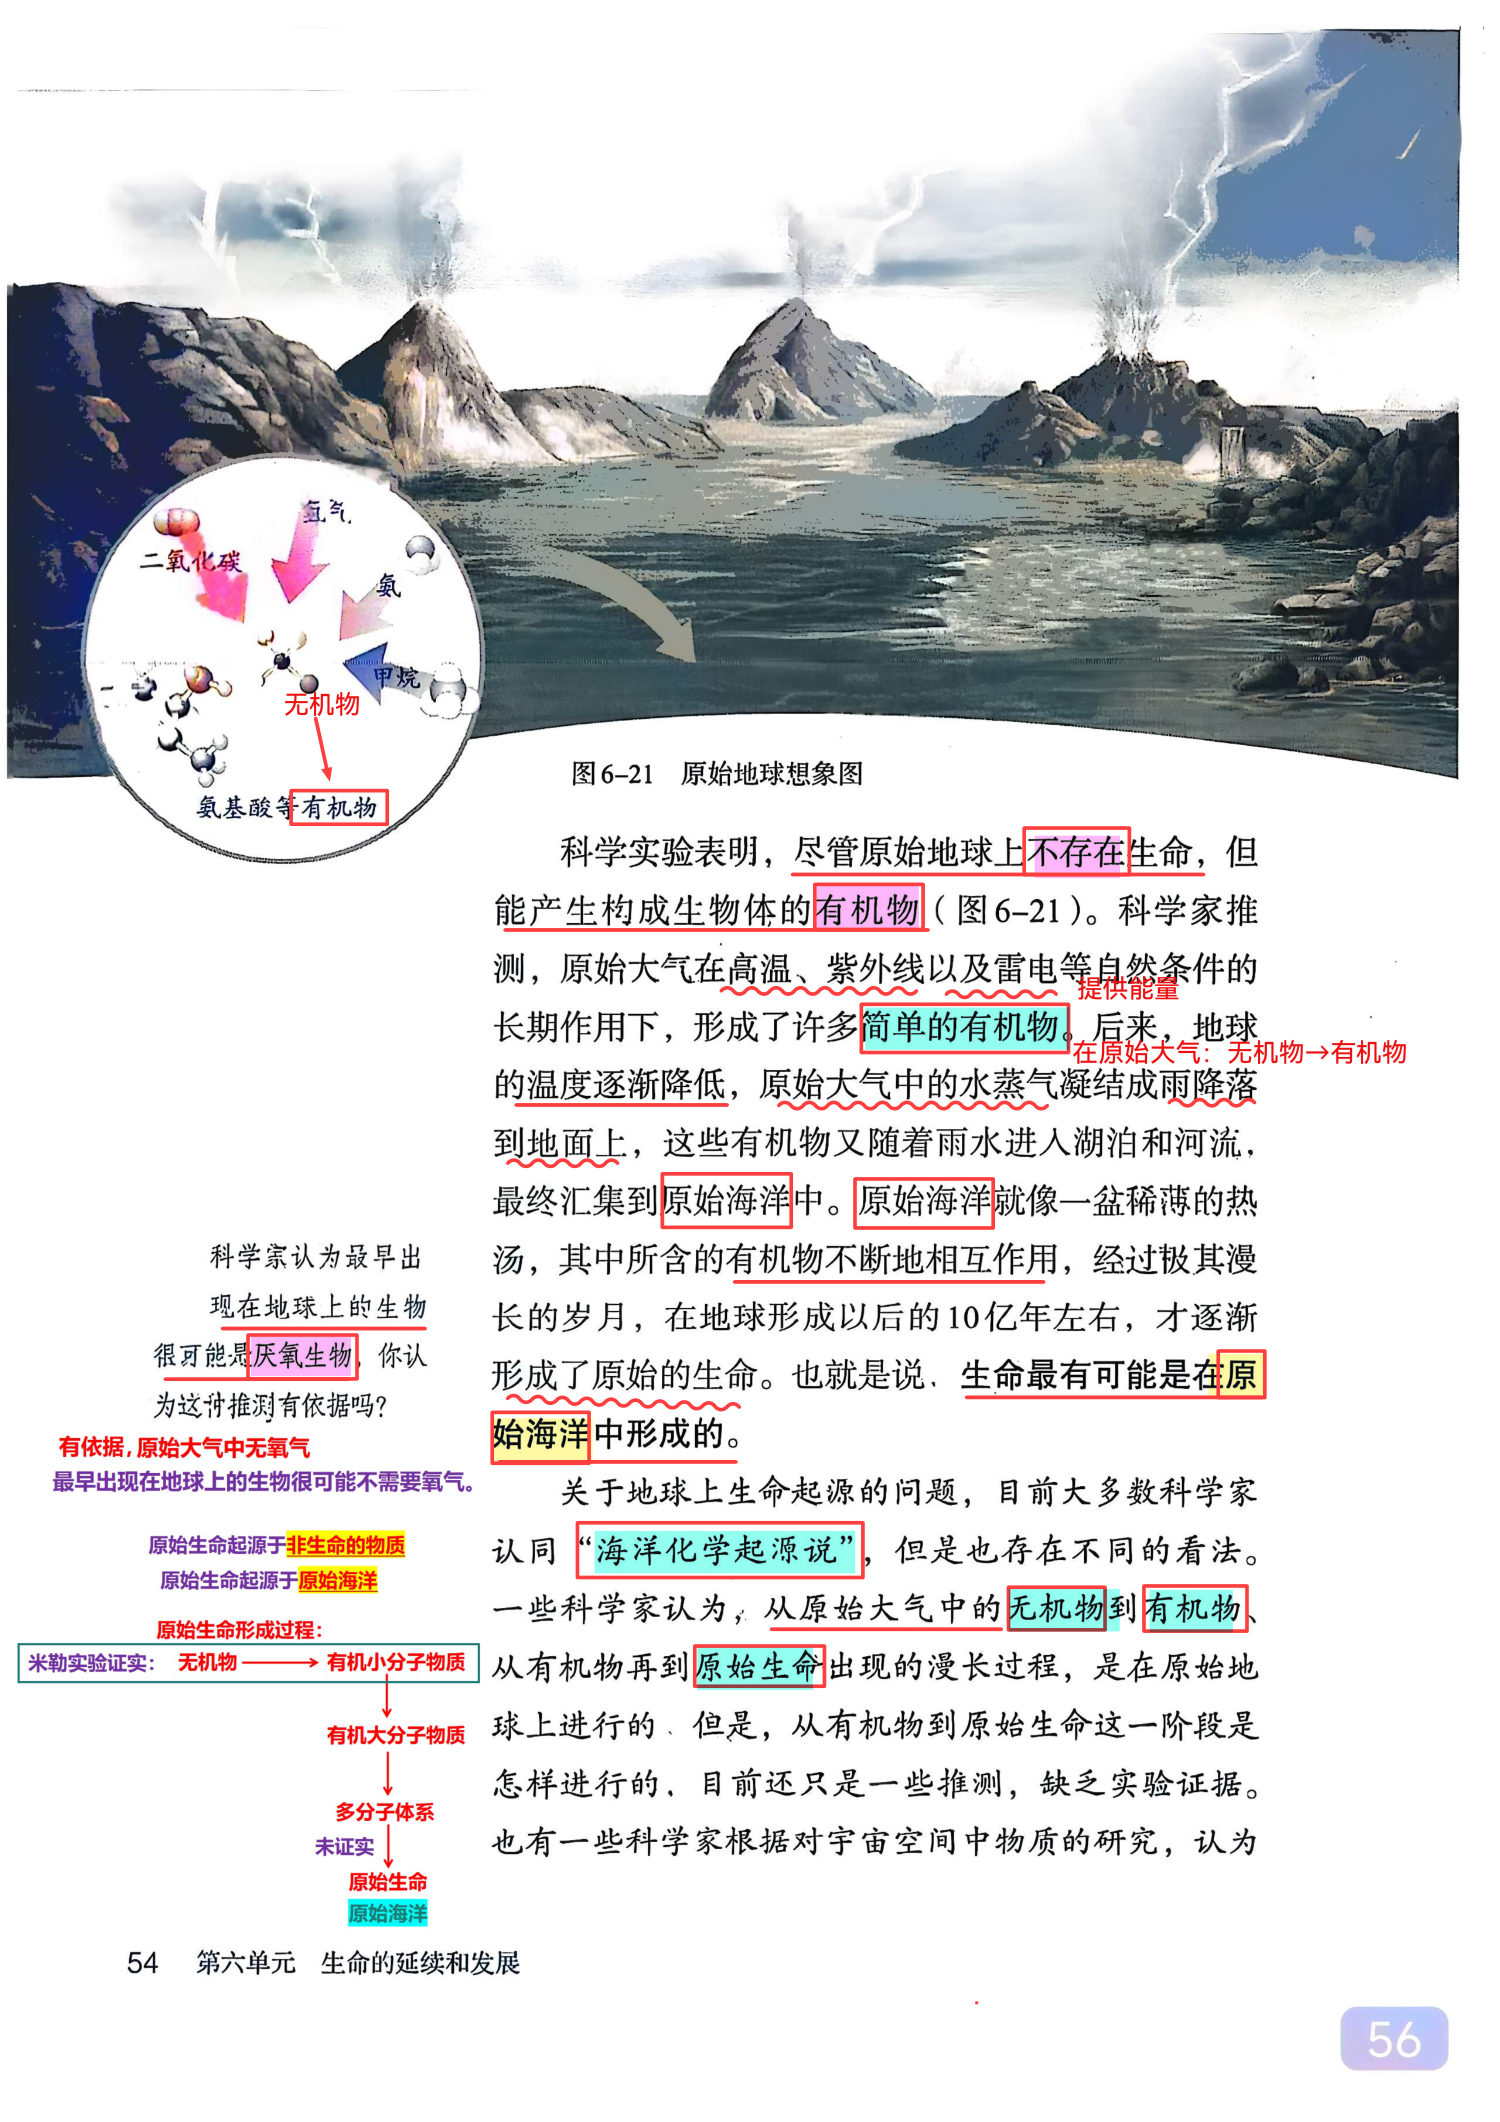 氢气
二氧化碳
氨
甲烷
无机物
氨基酸等有机物
图6-21 原始地球想象图
科学实验表明，尽管原始地球上不存在生命，但
能产生构成生物体的有机物（图6-21）。科学家推
测，原始大气在高温、紫外线以及雷电等自然条件的
提供能量
长期作用下，形成了许多简单的有机物。后来，地球
在原始大气：无机物→有机物
的温度逐渐降低，原始大气中的水蒸气凝结成雨降落
到地面上，这些有机物又随着雨水进入湖泊和河流，
最终汇集到原始海洋中。原始海洋就像一盆稀薄的热
汤，其中所含的有机物不断地相互作用，经过极其漫
长的岁月，在地球形成以后的10亿年左右，才逐渐
形成了原始的生命。也就是说，生命最有可能是在原
始海洋中形成的。
科学家认为最早出
现在地球上的生物
很可能是厌氧生物，你认
为这种推测有依据吗？
有依据，原始大气中无氧气
最早出现在地球上的生物很可能不需要氧气。
关于地球上生命起源的问题，目前大多数科学家
认同“海洋化学起源说”，但是也存在不同的看法。
一些科学家认为，从原始大气中的无机物到有机物、
从有机物再到原始生命出现的漫长过程，是在原始地
球上进行的。但是，从有机物到原始生命这一阶段是
怎样进行的，目前还只是一些推测，缺乏实验证据。
也有一些科学家根据对宇宙空间中物质的研究，认为
原始生命起源于非生命的物质
原始生命起源于原始海洋
原始生命形成过程：
米勒实验证实： 无机物 → 有机小分子物质
有机大分子物质
多分子体系
未证实
原始生命
原始海洋
54 第六单元 生命的延续和发展
56